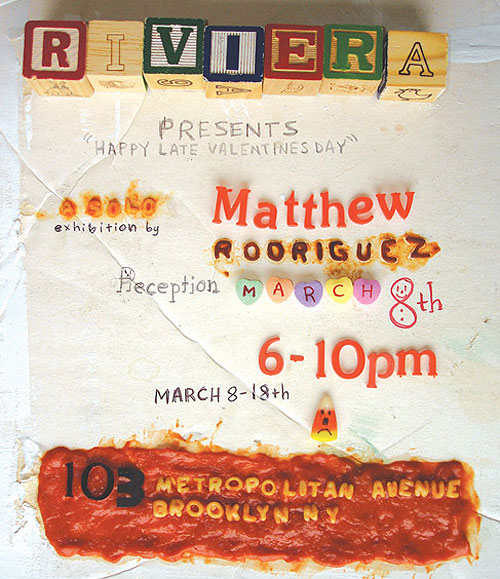 RIVIERA
PRESENTS
"HAPPY LATE VALENTINES DAY"
A SOLO
exhibition by
Matthew
RODRIGUEZ
Reception MARCH 8th
6-10pm
MARCH 8-18th
103 METROPOLITAN AVENUE
BROOKLYN NY